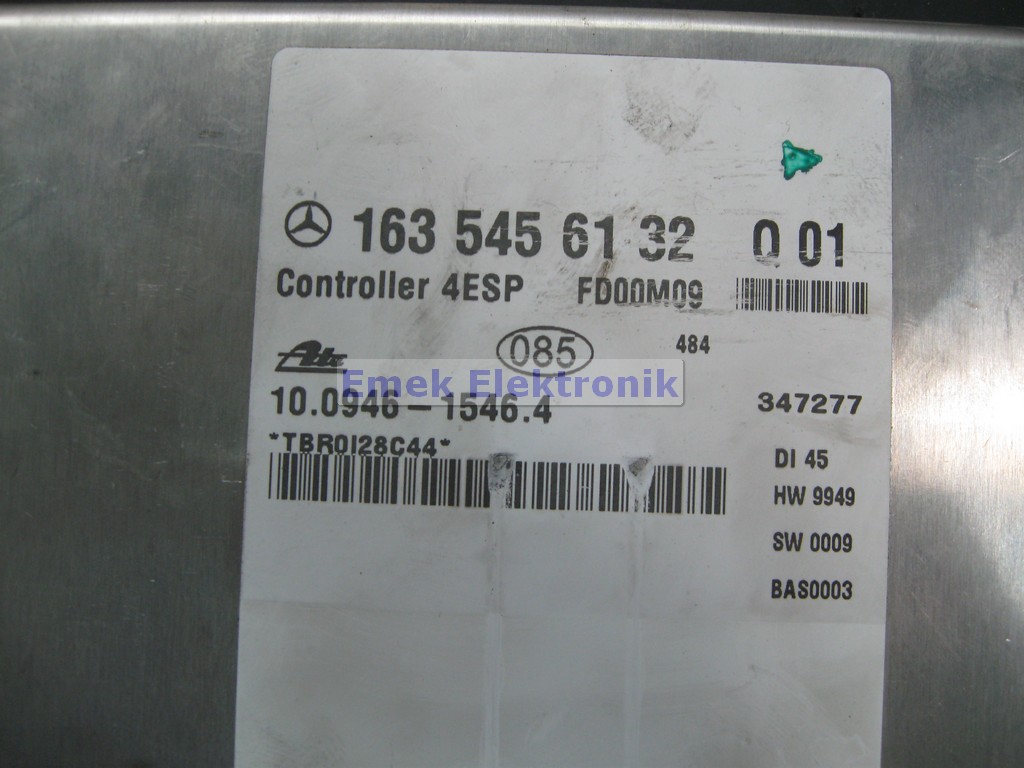 163 545 61 32 Q 01
Controller 4ESP FD00M09
Ate 085 484
Emek Elektronik
10.0946-1546.4 347277
*TBR0I28C44*
DI 45
HW 9949
SW 0009
BAS0003